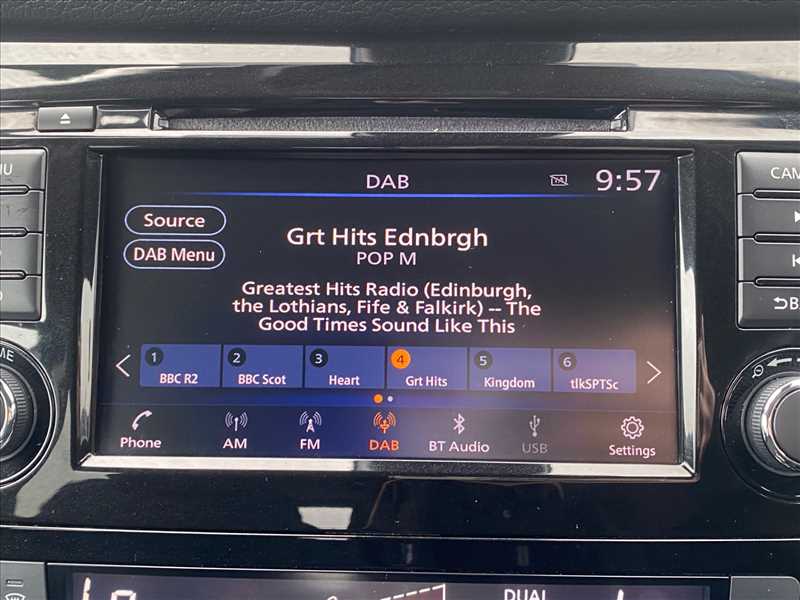 DAB
9:57
Source
DAB Menu
Grt Hits Ednbrgh
POP M
Greatest Hits Radio (Edinburgh,
the Lothians, Fife & Falkirk) -- The
Good Times Sound Like This
1 2 3 4 5 6
BBC R2 BBC Scot Heart Grt Hits Kingdom tlkSPTSc
Phone AM FM DAB BT Audio USB Settings
CAM
DUAL